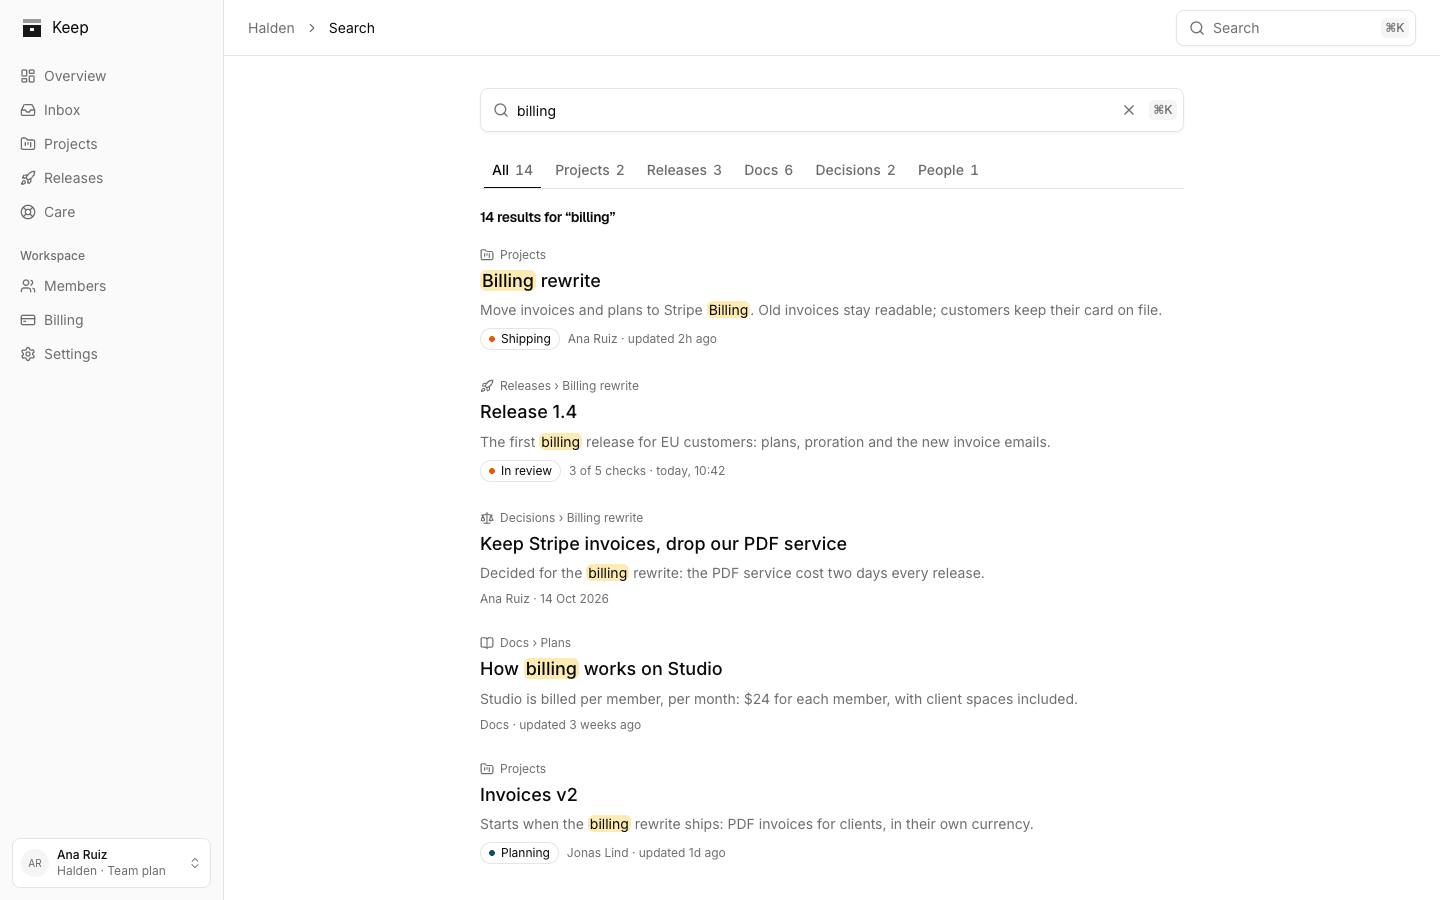 Keep
Overview
Inbox
Projects
Releases
Care
Workspace
Members
Billing
Settings
AR
Ana Ruiz
Halden · Team plan
Halden › Search
Search ⌘K
billing ⌘K
All 14 Projects 2 Releases 3 Docs 6 Decisions 2 People 1
14 results for “billing”
Projects
Billing rewrite
Move invoices and plans to Stripe Billing. Old invoices stay readable; customers keep their card on file.
Shipping Ana Ruiz · updated 2h ago
Releases › Billing rewrite
Release 1.4
The first billing release for EU customers: plans, proration and the new invoice emails.
In review 3 of 5 checks · today, 10:42
Decisions › Billing rewrite
Keep Stripe invoices, drop our PDF service
Decided for the billing rewrite: the PDF service cost two days every release.
Ana Ruiz · 14 Oct 2026
Docs › Plans
How billing works on Studio
Studio is billed per member, per month: $24 for each member, with client spaces included.
Docs · updated 3 weeks ago
Projects
Invoices v2
Starts when the billing rewrite ships: PDF invoices for clients, in their own currency.
Planning Jonas Lind · updated 1d ago